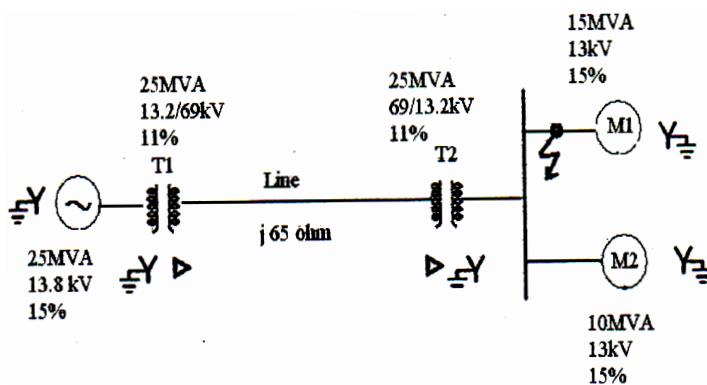 15MVA
13kV
15%
M1
25MVA
13.2/69kV
11%
T1
25MVA
69/13.2kV
11%
T2
Line
j 65 ohm
25MVA
13.8 kV
15%
M2
10MVA
13kV
15%